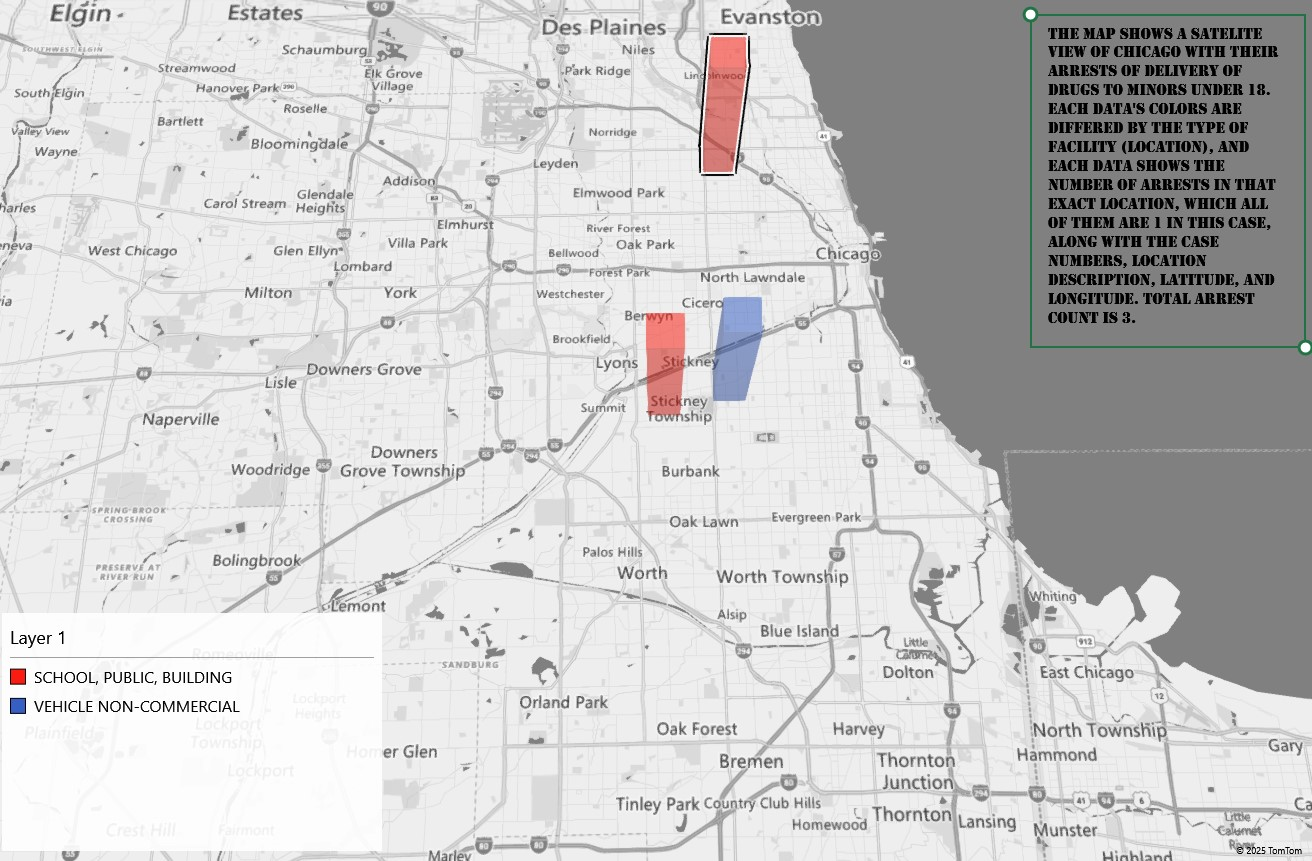 Elgin
Estates
90
Des Plaines
Evanston
SOUTHWEST ELGIN
Schaumburg
Niles
Streamwood
Elk Grove
Village
Park Ridge
Lincolnwood
South Elgin
Hanover Park
Roselle
Bartlett
Valley View
Wayne
Bloomingdale
Norridge
Leyden
Addison
Carol Stream
Glendale
Heights
Elmwood Park
harles
Elmhurst
River Forest
Oak Park
Villa Park
eneva
West Chicago
Glen Ellyn
Lombard
Bellwood
Forest Park
Chicago
North Lawndale
Milton
York
Westchester
Cicero
Berwyn
Brookfield
Lyons
Stickney
Downers Grove
Lisle
Naperville
Summit
Stickney
Township
Downers
Grove Township
Woodridge
Burbank
SPRING BROOK
CROSSING
Oak Lawn
Evergreen Park
Palos Hills
Bolingbrook
PRESERVE AT
RIVER RUN
Worth
Worth Township
Lemont
Whiting
Alsip
Blue Island
Little
Calumet
SANDBURG
Dolton
East Chicago
Orland Park
Oak Forest
Harvey
North Township
Hammond
Gary
Homer Glen
Bremen
Thornton
Junction
Tinley Park
Country Club Hills
Thornton
Homewood
Lansing
Munster
Little
Calumet
River
Ca
Marley
Highland
THE MAP SHOWS A SATELITE
VIEW OF CHICAGO WITH THEIR
ARRESTS OF DELIVERY OF
DRUGS TO MINORS UNDER 18.
EACH DATA'S COLORS ARE
DIFFERED BY THE TYPE OF
FACILITY (LOCATION), AND
EACH DATA SHOWS THE
NUMBER OF ARRESTS IN THAT
EXACT LOCATION, WHICH ALL
OF THEM ARE 1 IN THIS CASE,
ALONG WITH THE CASE
NUMBERS, LOCATION
DESCRIPTION, LATITUDE, AND
LONGITUDE. TOTAL ARREST
COUNT IS 3.
Layer 1
SCHOOL, PUBLIC, BUILDING
VEHICLE NON-COMMERCIAL
Romeoville
Lockport
Heights
Plainfield
Lockport
Township
Lockport
Crest Hill
Fairmont
© 2025 TomTom